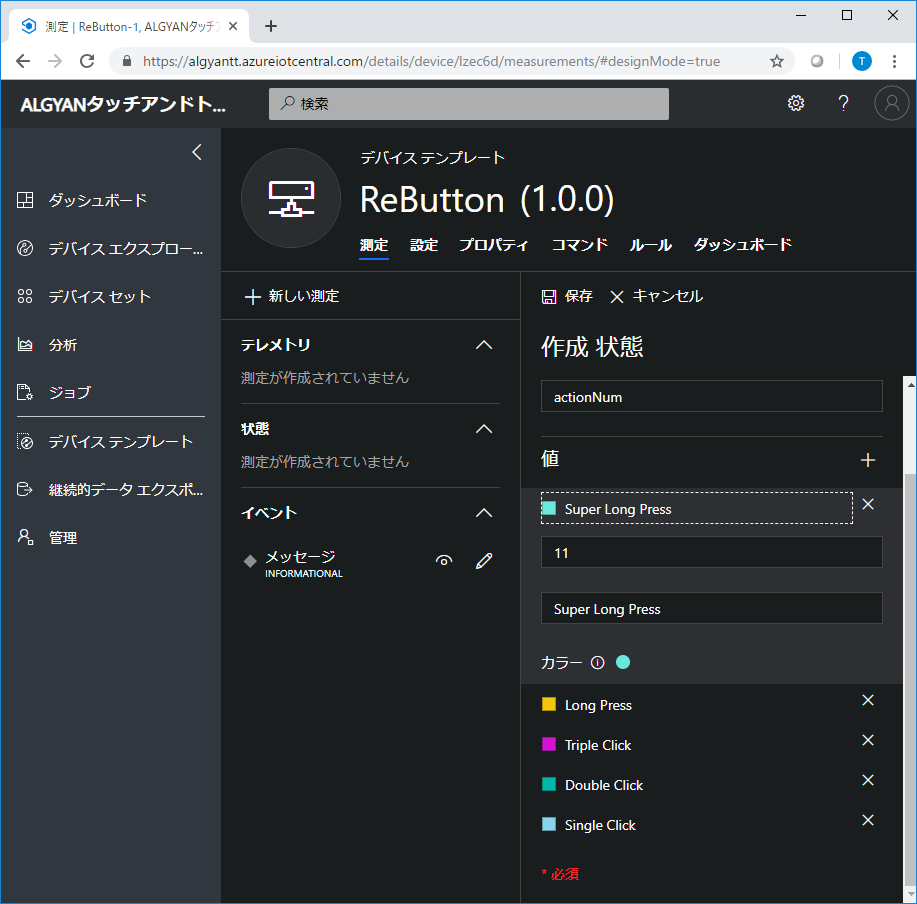 測定 | ReButton-1, ALGYANタッチ
https://algyantt.azureiotcentral.com/details/device/lzec6d/measurements/#designMode=true
T
ALGYANタッチアンドト...
検索
?
ダッシュボード
デバイス エクスプロー...
デバイス セット
分析
ジョブ
デバイス テンプレート
継続的データ エクスポ...
管理
デバイス テンプレート
ReButton (1.0.0)
測定 設定 プロパティ コマンド ルール ダッシュボード
新しい測定
テレメトリ
測定が作成されていません
状態
測定が作成されていません
イベント
メッセージ
INFORMATIONAL
保存 キャンセル
作成 状態
actionNum
値
Super Long Press
11
Super Long Press
カラー
Long Press
Triple Click
Double Click
Single Click
* 必須